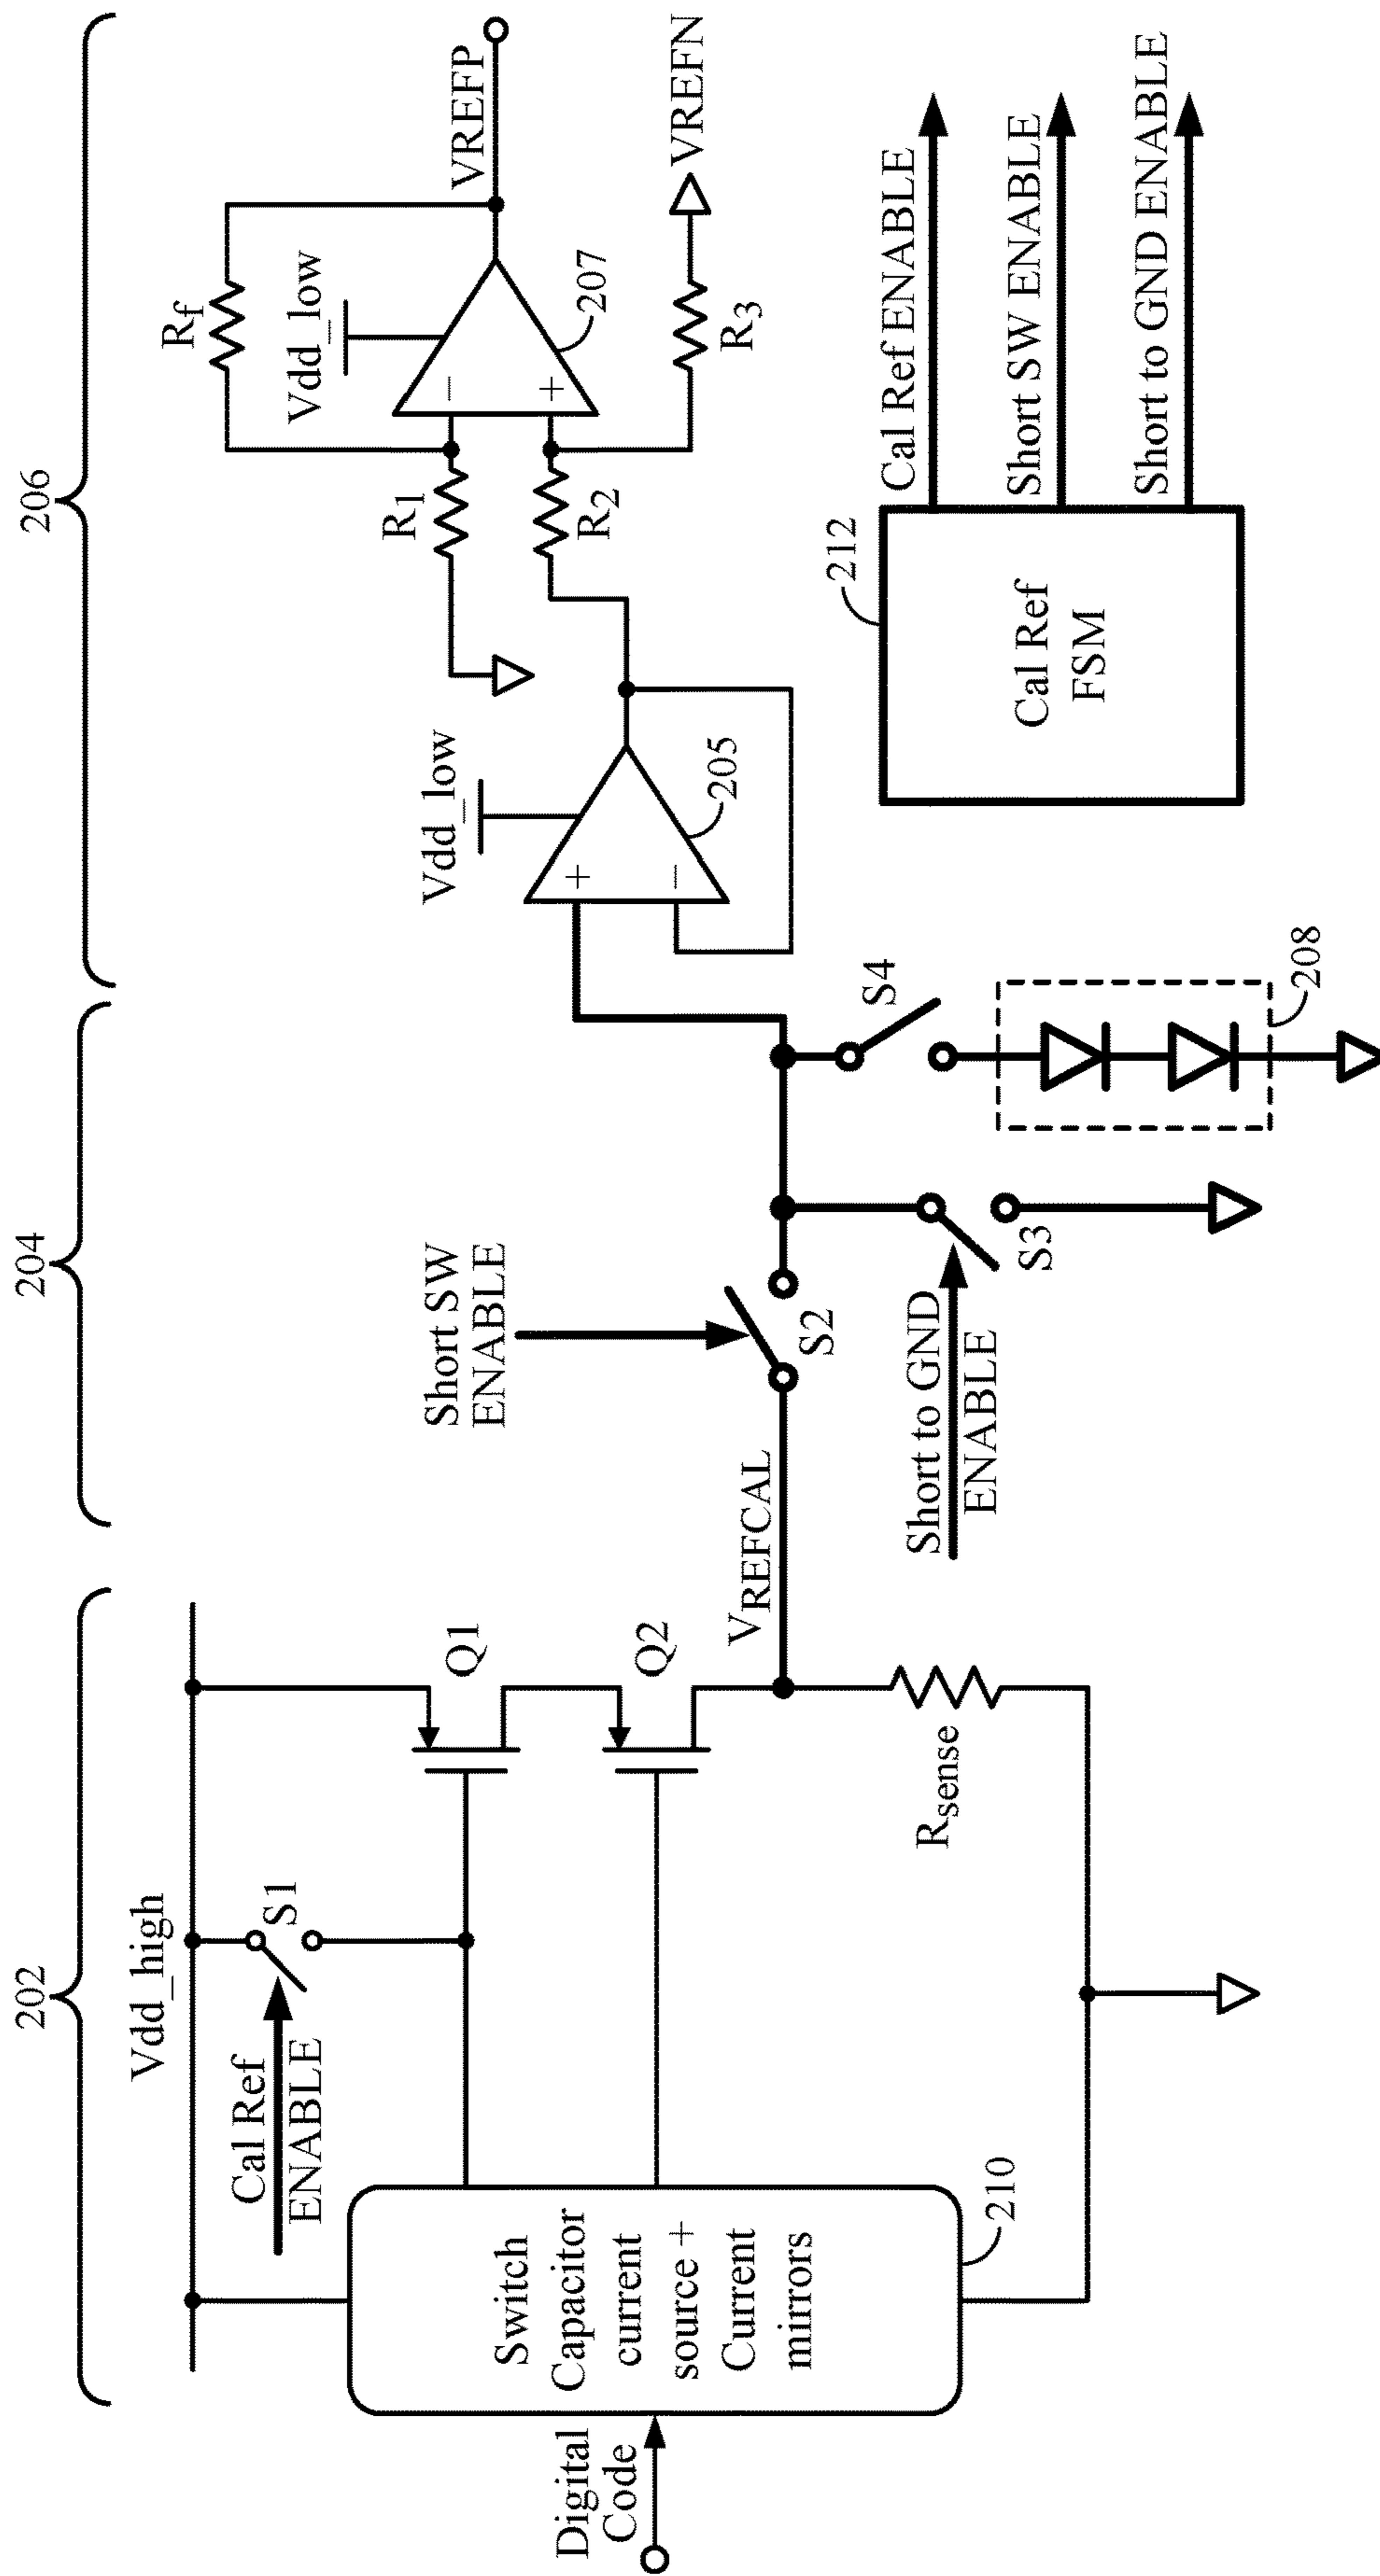 202
204
206
Vdd_high
Cal Ref
ENABLE
S1
Q1
Q2
Digital
Code
Switch
Capacitor
current
source +
Current
mirrors
210
Rsense
VREFCAL
Short SW
ENABLE
S2
Short to GND
ENABLE
S3
S4
208
Vdd_low
+
−
205
R1
R2
Rf
Vdd_low
−
+
207
R3
VREFP
VREFN
212
Cal Ref
FSM
Cal Ref ENABLE
Short SW ENABLE
Short to GND ENABLE